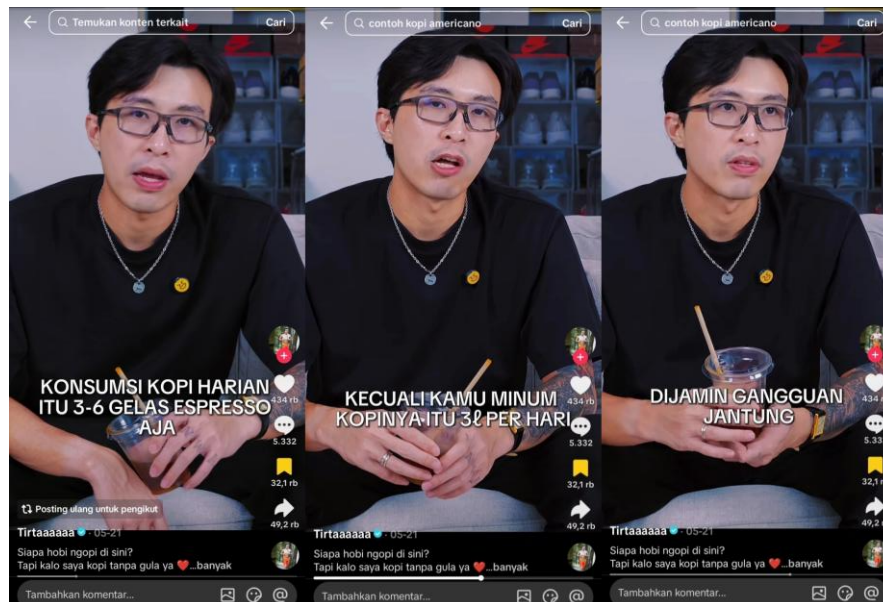 Temukan konten terkait
Cari
KONSUMSI KOPI HARIAN
ITU 3-6 GELAS ESPRESSO
AJA
434 rb
5.332
32,1 rb
49,2 rb
Posting ulang untuk pengikut
Tirtaaaaaa · 05-21
Siapa hobi ngopi di sini?
Tapi kalo saya kopi tanpa gula ya ❤️...banyak
Tambahkan komentar...
contoh kopi americano
Cari
KECUALI KAMU MINUM
KOPINYA ITU 3ℓ PER HARI
434 rb
5.332
32,1 rb
49,2 rb
Tirtaaaaaa · 05-21
Siapa hobi ngopi di sini?
Tapi kalo saya kopi tanpa gula ya ❤️...banyak
Tambahkan komentar...
contoh kopi americano
Cari
DIJAMIN GANGGUAN
JANTUNG
434 rb
5.33
32,1 r
49,2 rb
Tirtaaaaaa · 05-21
Siapa hobi ngopi di sini?
Tapi kalo saya kopi tanpa gula ya ❤️...banyak
Tambahkan komentar...